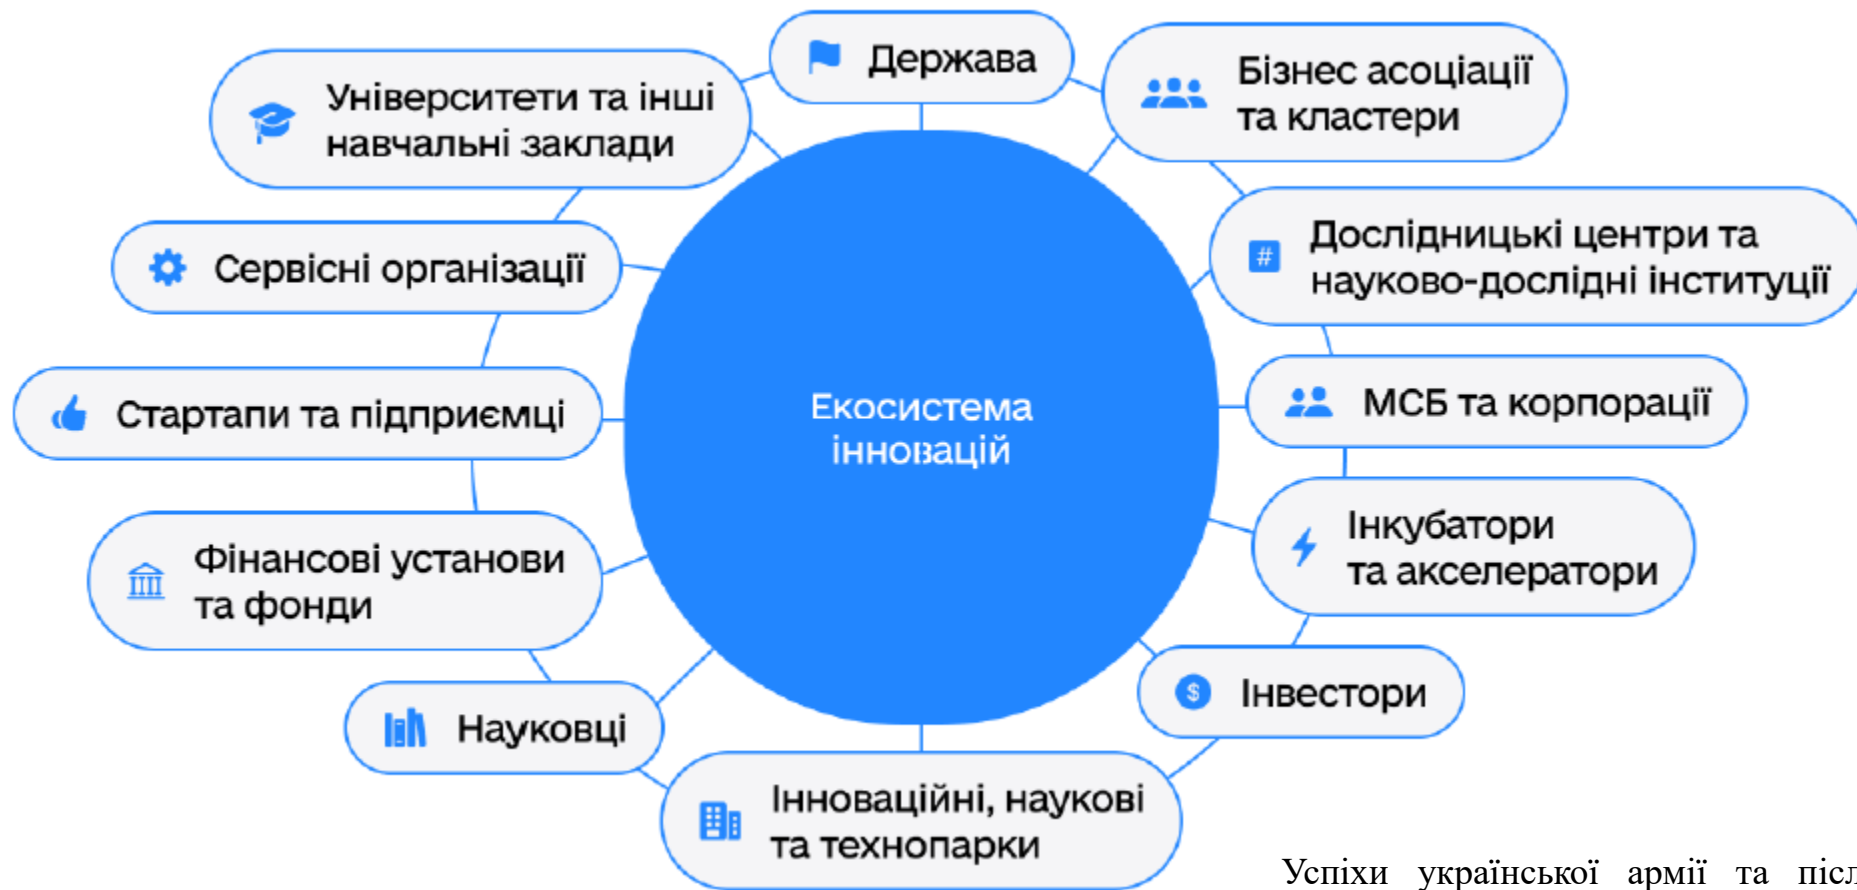 Держава
Бізнес асоціації
та кластери
Університети та інші
навчальні заклади
Дослідницькі центри та
науково-дослідні інституції
Сервісні організації
МСБ та корпорації
Стартапи та підприємці
Екосистема
інновацій
Інкубатори
та акселератори
Фінансові установи
та фонди
Інвестори
Науковці
Інноваційні, наукові
та технопарки
Успіхи української армії та